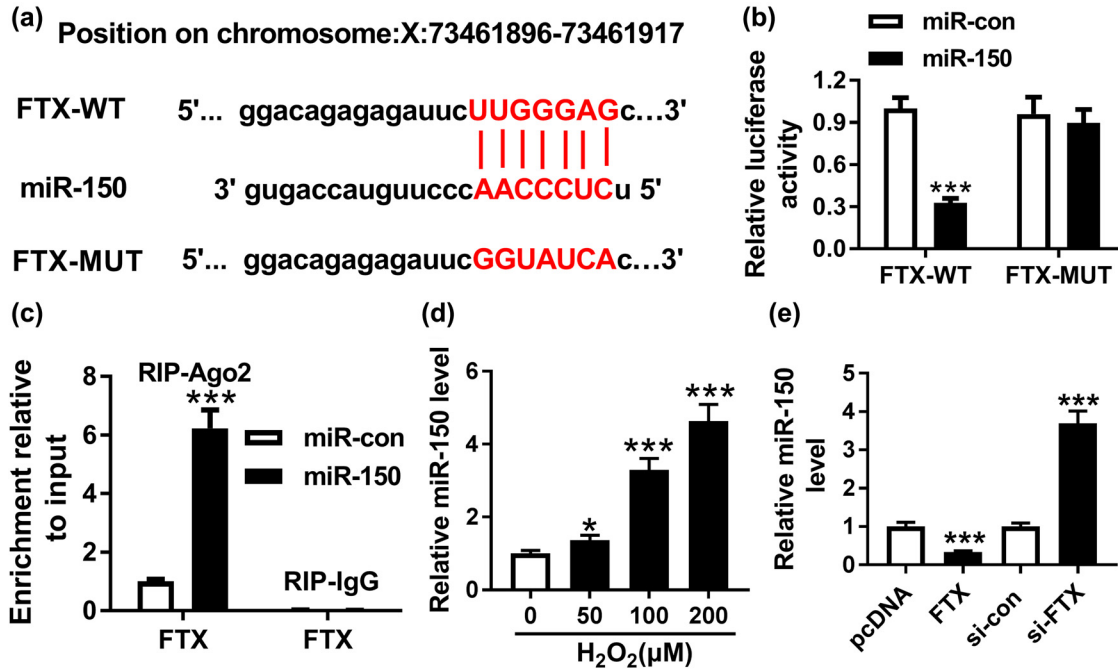 (a)
Position on chromosome:X:73461896-73461917
FTX-WT 5'... ggacagagagauucUUGGGAGc...3'
miR-150 3' gugaccauguucccAACCCUCu 5'
FTX-MUT 5'... ggacagagagauucGGUAUCAc...3'
(b)
miR-con
miR-150
Relative luciferase
activity
1.2
0.9
0.6
0.3
0.0
***
FTX-WT FTX-MUT
(c)
Enrichment relative
to input
8
6
4
2
0
RIP-Ago2
***
miR-con
miR-150
RIP-IgG
FTX FTX
(d)
Relative miR-150 level
6
4
2
0
* *** ***
0 50 100 200
H₂O₂(μM)
(e)
Relative miR-150
level
5
4
3
2
1
0
*** ***
pcDNA FTX si-con si-FTX